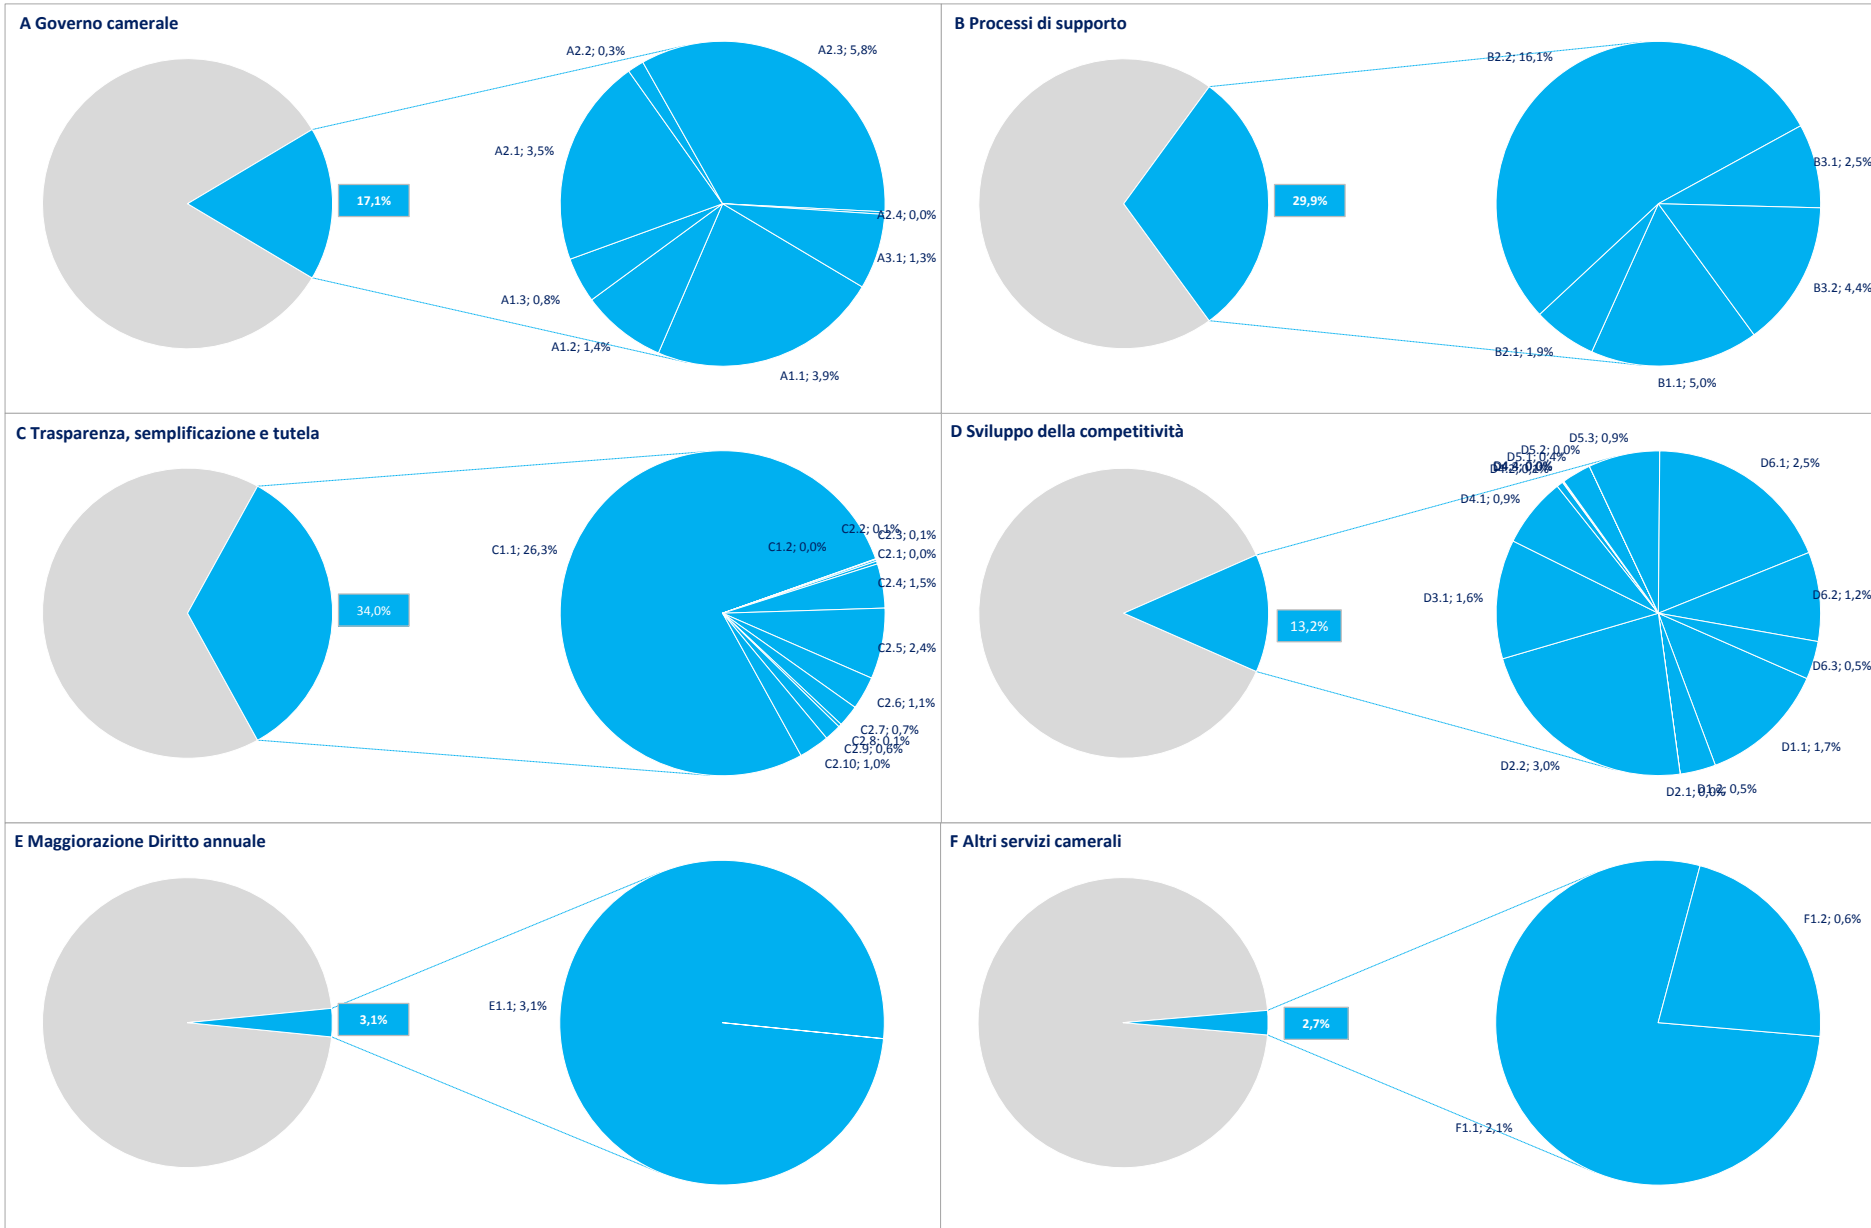 A Governo camerale
A2.2; 0,3%
A2.3; 5,8%
A2.1; 3,5%
17,1%
A2.4; 0,0%
A3.1; 1,3%
A1.3; 0,8%
A1.2; 1,4%
A1.1; 3,9%
B Processi di supporto
B2.2; 16,1%
B3.1; 2,5%
29,9%
B3.2; 4,4%
B2.1; 1,9%
B1.1; 5,0%
C Trasparenza, semplificazione e tutela
C1.1; 26,3%
C1.2; 0,0%
C2.2; 0,1%
C2.3; 0,1%
C2.1; 0,0%
C2.4; 1,5%
34,0%
C2.5; 2,4%
C2.6; 1,1%
C2.7; 0,7%
C2.8; 0,1%
C2.9; 0,6%
C2.10; 1,0%
D Sviluppo della competitività
D5.3; 0,9%
D5.2; 0,0%
D5.1; 0,4%
D4.1; 0,9%
D6.1; 2,5%
D3.1; 1,6%
13,2%
D6.2; 1,2%
D6.3; 0,5%
D1.1; 1,7%
D2.2; 3,0%
D2.1; 0,0%
D1.2; 0,5%
E Maggiorazione Diritto annuale
E1.1; 3,1%
3,1%
F Altri servizi camerali
F1.2; 0,6%
2,7%
F1.1; 2,1%